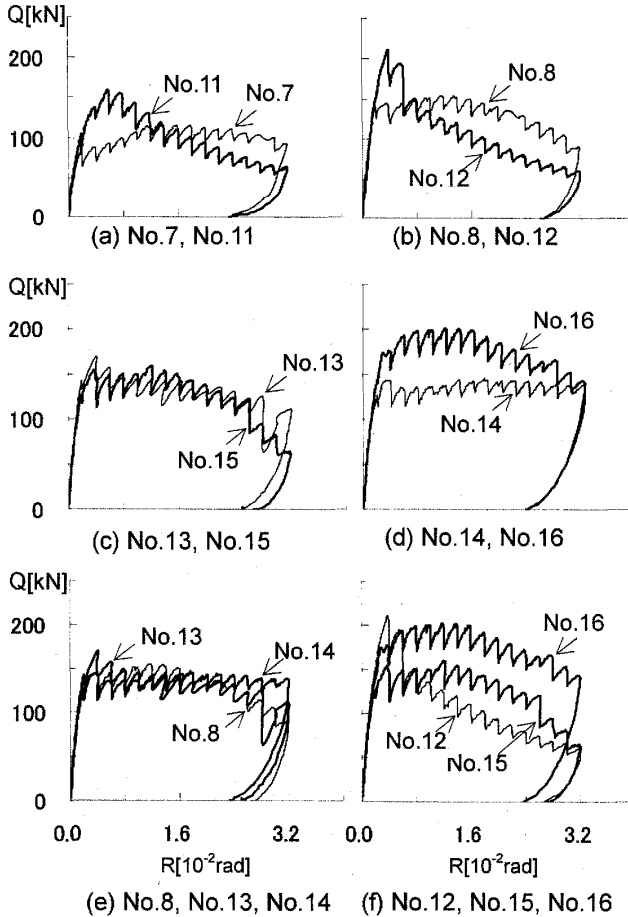 Q[kN]
200
100
0
No.11
No.7
(a) No.7, No.11
No.8
No.12
(b) No.8, No.12
Q[kN]
200
100
0
No.13
No.15
(c) No.13, No.15
No.16
No.14
(d) No.14, No.16
Q[kN]
200
100
0
No.13
No.14
No.8
0.0
1.6
3.2
R[10⁻²rad]
(e) No.8, No.13, No.14
No.16
No.12
No.15
0.0
1.6
3.2
R[10⁻²rad]
(f) No.12, No.15, No.16